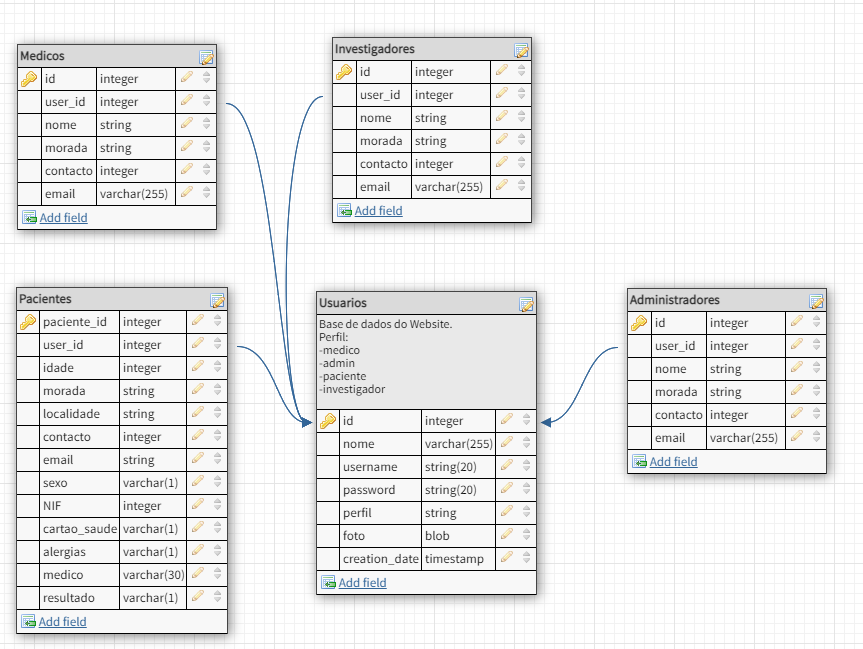 Medicos
id integer
user_id integer
nome string
morada string
contacto integer
email varchar(255)
Add field
Investigadores
id integer
user_id integer
nome string
morada string
contacto integer
email varchar(255)
Add field
Pacientes
paciente_id integer
user_id integer
idade integer
morada string
localidade string
contacto integer
email string
sexo varchar(1)
NIF integer
cartao_saude varchar(1)
alergias varchar(1)
medico varchar(30)
resultado varchar(1)
Add field
Usuarios
Base de dados do Website.
Perfil:
-medico
-admin
-paciente
-investigador
id integer
nome varchar(255)
username string(20)
password string(20)
perfil string
foto blob
creation_date timestamp
Add field
Administradores
id integer
user_id integer
nome string
morada string
contacto integer
email varchar(255)
Add field